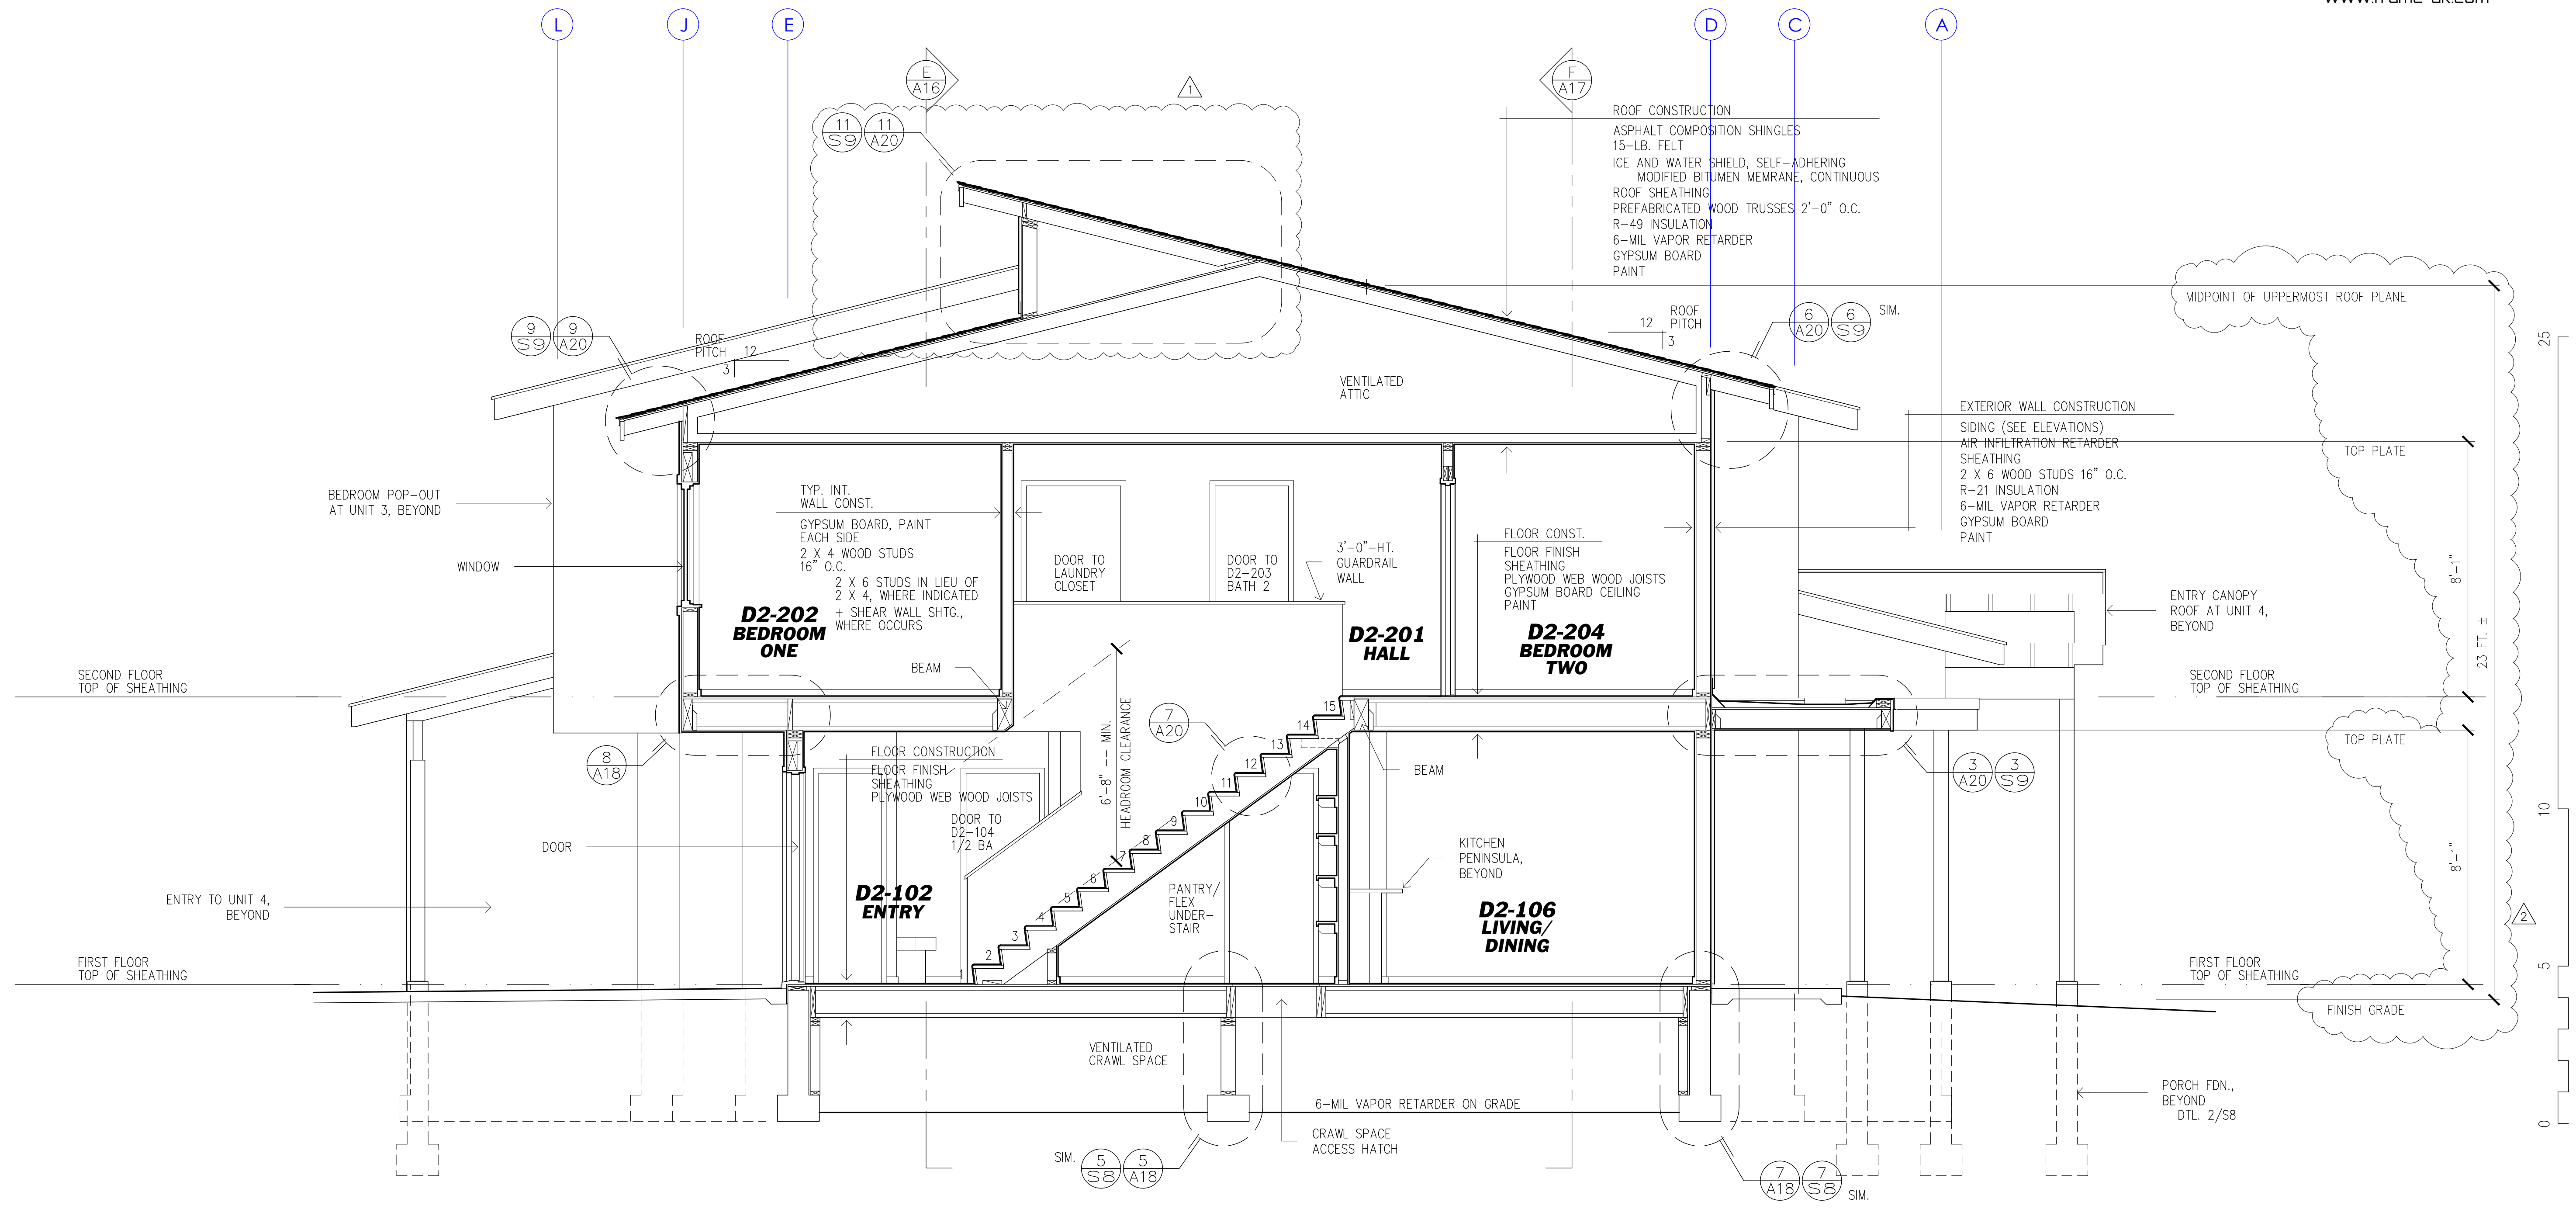 www.frame-ak.com
L
J
E
D
C
A
E
A16
1
F
A17
11
S9
11
A20
ROOF CONSTRUCTION
ASPHALT COMPOSITION SHINGLES
15-LB. FELT
ICE AND WATER SHIELD, SELF-ADHERING
MODIFIED BITUMEN MEMRANE, CONTINUOUS
ROOF SHEATHING
PREFABRICATED WOOD TRUSSES 2'-0" O.C.
R-49 INSULATION
6-MIL VAPOR RETARDER
GYPSUM BOARD
PAINT
MIDPOINT OF UPPERMOST ROOF PLANE
9
S9
9
A20
ROOF
PITCH
12
3
12
ROOF
PITCH
3
6
A20
6
S9
SIM.
25
VENTILATED
ATTIC
EXTERIOR WALL CONSTRUCTION
SIDING (SEE ELEVATIONS)
AIR INFILTRATION RETARDER
SHEATHING
2 X 6 WOOD STUDS 16" O.C.
R-21 INSULATION
6-MIL VAPOR RETARDER
GYPSUM BOARD
PAINT
TOP PLATE
BEDROOM POP-OUT
AT UNIT 3, BEYOND
TYP. INT.
WALL CONST.
GYPSUM BOARD, PAINT
EACH SIDE
2 X 4 WOOD STUDS
16" O.C.
2 X 6 STUDS IN LIEU OF
2 X 4, WHERE INDICATED
+ SHEAR WALL SHTG.,
WHERE OCCURS
WINDOW
DOOR TO
LAUNDRY
CLOSET
DOOR TO
D2-203
BATH 2
3'-0"-HT.
GUARDRAIL
WALL
FLOOR CONST.
FLOOR FINISH
SHEATHING
PLYWOOD WEB WOOD JOISTS
GYPSUM BOARD CEILING
PAINT
8'-1"
23 FT. ±
ENTRY CANOPY
ROOF AT UNIT 4,
BEYOND
D2-202
BEDROOM
ONE
D2-201
HALL
D2-204
BEDROOM
TWO
BEAM
SECOND FLOOR
TOP OF SHEATHING
SECOND FLOOR
TOP OF SHEATHING
6'-8" -- MIN.
HEADROOM CLEARANCE
7
A20
TOP PLATE
8
A18
FLOOR CONSTRUCTION
FLOOR FINISH
SHEATHING
PLYWOOD WEB WOOD JOISTS
BEAM
3
A20
3
S9
10
DOOR TO
D2-104
1/2 BA
DOOR
15
14
13
12
11
10
9
8
7
6
5
4
3
2
1
KITCHEN
PENINSULA,
BEYOND
8'-1"
ENTRY TO UNIT 4,
BEYOND
D2-102
ENTRY
PANTRY/
FLEX
UNDER-
STAIR
D2-106
LIVING/
DINING
2
FIRST FLOOR
TOP OF SHEATHING
FIRST FLOOR
TOP OF SHEATHING
5
FINISH GRADE
VENTILATED
CRAWL SPACE
6-MIL VAPOR RETARDER ON GRADE
CRAWL SPACE
ACCESS HATCH
PORCH FDN.,
BEYOND
DTL. 2/S8
0
SIM.
5
S8
5
A18
7
A18
7
S8
SIM.